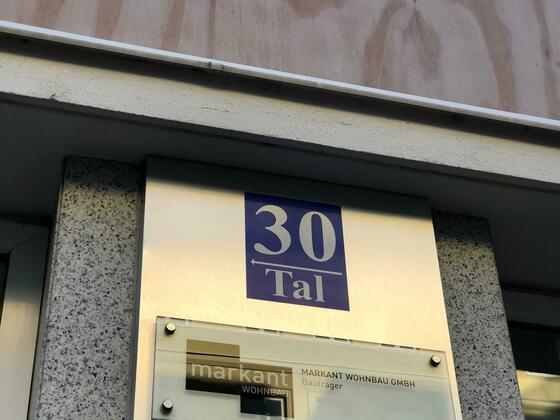 30
Tal
markant
WOHNBAU
MARKANT WOHNBAU GMBH
Bauträger